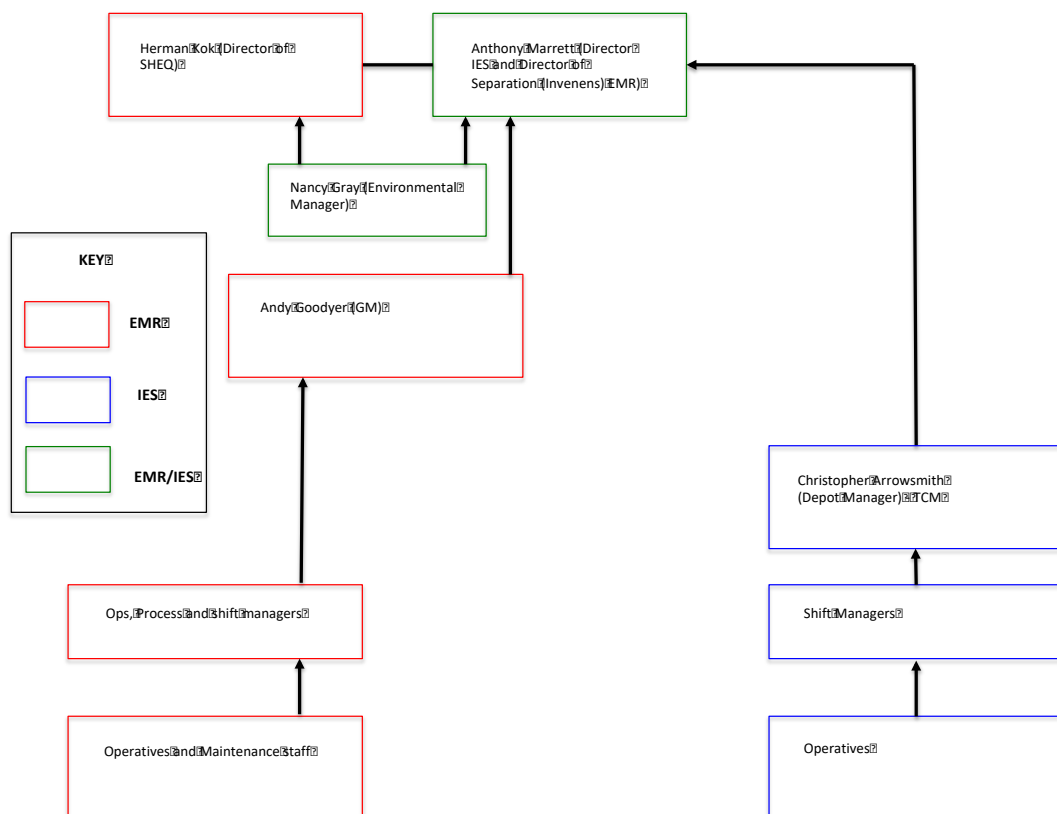 Herman Kok (Director of
SHEQ)
Anthony Marrett (Director
IES and Director of
Separation (Invenens) EMR)
Nancy Gray (Environmental
Manager)
KEY
EMR
IES
EMR/IES
Andy Goodyer (GM)
Christopher Arrowsmith
(Depot Manager) - TCM
Ops, Process and shift managers
Shift Managers
Operatives and Maintenance staff
Operatives